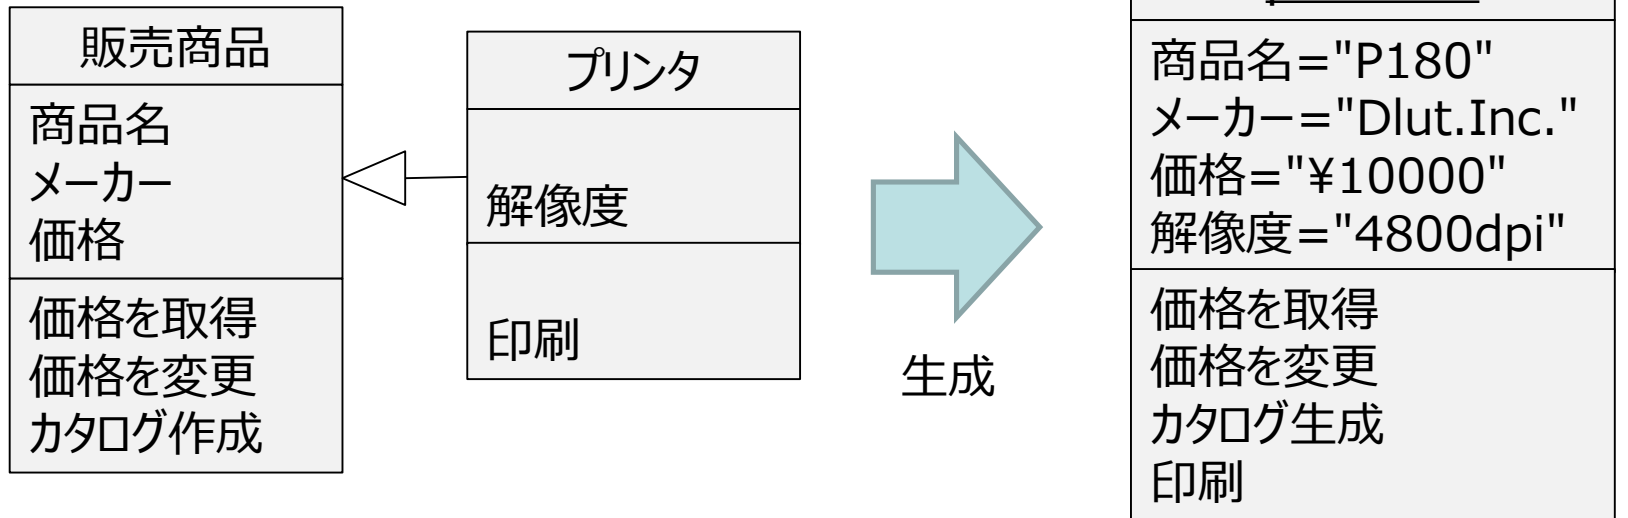 販売商品
商品名
メーカー
価格
価格を取得
価格を変更
カタログ作成
プリンタ
解像度
印刷
生成
商品名="P180"
メーカー="Dlut.Inc."
価格="¥10000"
解像度="4800dpi"
価格を取得
価格を変更
カタログ生成
印刷